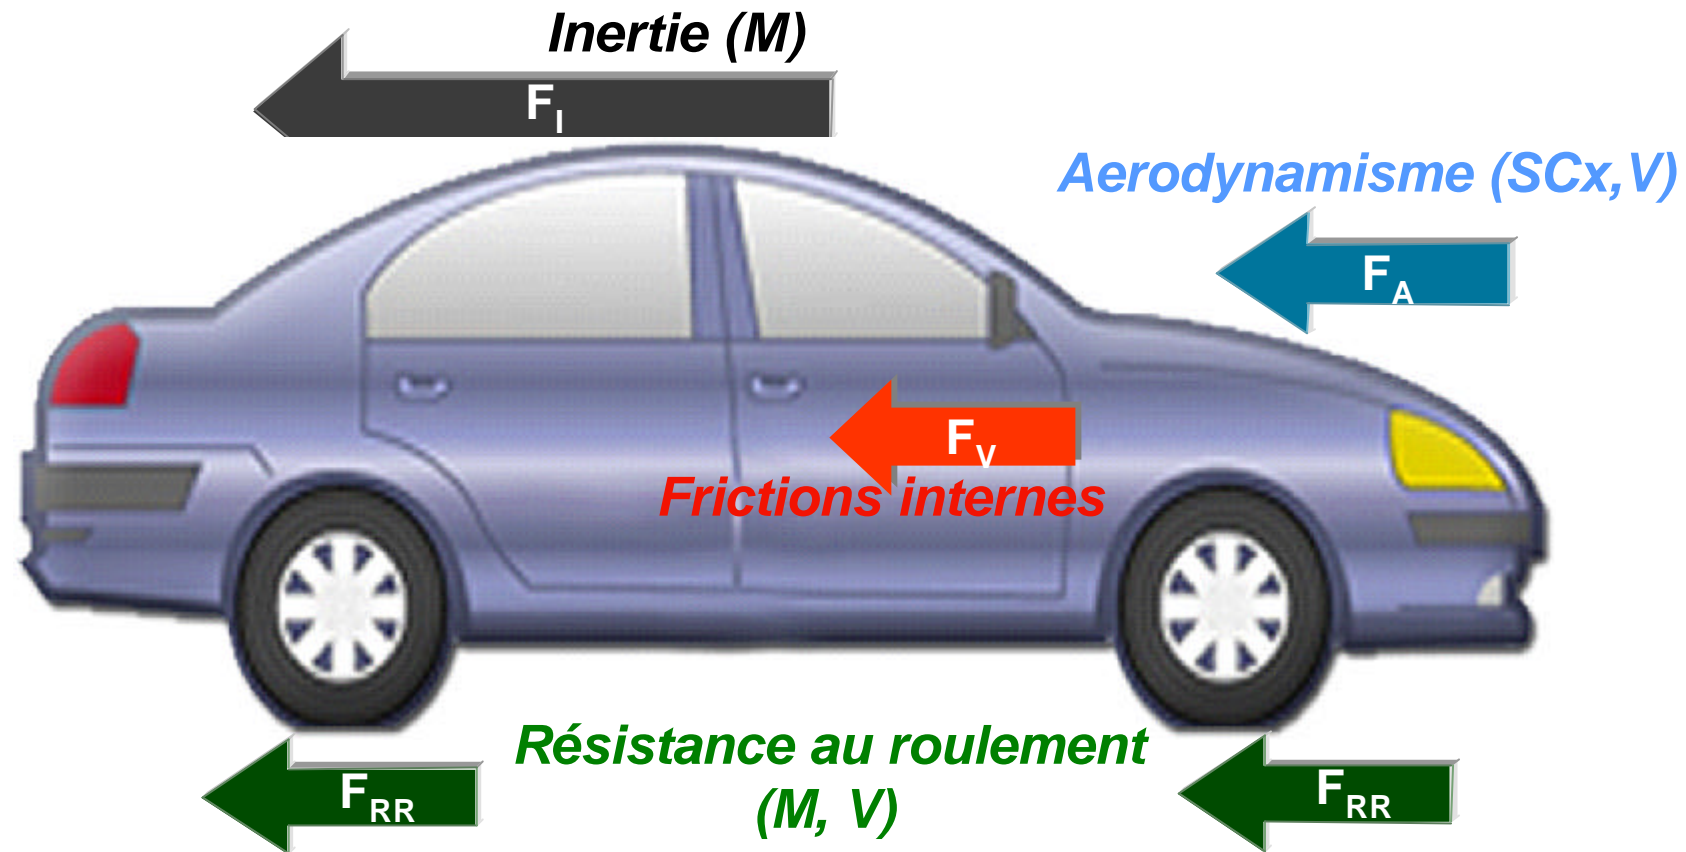 Inertie (M)
FI
Aerodynamisme (SCx,V)
FA
FV
Frictions internes
Résistance au roulement
(M, V)
FRR
FRR